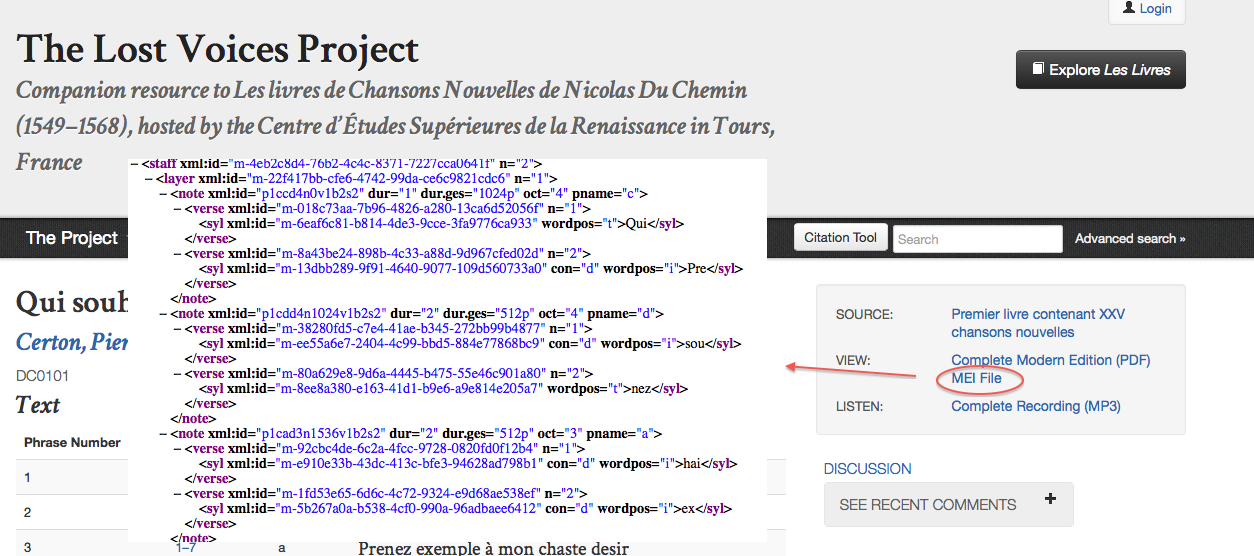 Login
The Lost Voices Project
Explore Les Livres
Companion resource to Les livres de Chansons Nouvelles de Nicolas Du Chemin
(1549–1568), hosted by the Centre d'Études Supérieures de la Renaissance in Tours,
France
– <staff xml:id="m-4eb2c8d4-76b2-4c4c-8371-7227cca0641f" n="2">
– <layer xml:id="m-22f417bb-cfe6-4742-99da-ce6c9821cdc6" n="1">
– <note xml:id="p1ccd4n0v1b2s2" dur="1" dur.ges="1024p" oct="4" pname="c">
– <verse xml:id="m-018c73aa-7b96-4826-a280-13ca6d52056f" n="1">
<syl xml:id="m-6eaf6c81-b814-4de3-9cce-3fa9776ca933" wordpos="t">Qui</syl>
</verse>
– <verse xml:id="m-8a43be24-898b-4c33-a88d-9d967cfed02d" n="2">
<syl xml:id="m-13dbb289-9f91-4640-9077-109d560733a0" con="d" wordpos="i">Pre</syl>
</verse>
</note>
– <note xml:id="p1cdd4n1024v1b2s2" dur="2" dur.ges="512p" oct="4" pname="d">
– <verse xml:id="m-38280fd5-c7e4-41ae-b345-272bb99b4877" n="1">
<syl xml:id="m-ee55a6e7-2404-4c99-bbd5-884e77868bc9" con="d" wordpos="i">sou</syl>
</verse>
– <verse xml:id="m-80a629e8-9d6a-4445-b475-55e46c901a80" n="2">
<syl xml:id="m-8ee8a380-e163-41d1-b9e6-a9e814e205a7" wordpos="t">nez</syl>
</verse>
</note>
– <note xml:id="p1cad3n1536v1b2s2" dur="2" dur.ges="512p" oct="3" pname="a">
– <verse xml:id="m-92cbc4de-6c2a-4fcc-9728-0820fd0f12b4" n="1">
<syl xml:id="m-e910e33b-43dc-413c-bfe3-94628ad798b1" con="d" wordpos="i">hai</syl>
</verse>
– <verse xml:id="m-1fd53e65-6d6c-4c72-9324-e9d68ae538ef" n="2">
<syl xml:id="m-5b267a0a-b538-4cf0-990a-96adbaee6412" con="d" wordpos="i">ex</syl>
</verse>
</note>
The Project
Citation Tool
Search
Advanced search »
Qui souh
Certon, Pier
DC0101
Text
Phrase Number
1
2
3
1–7
a
Prenez exemple à mon chaste desir
SOURCE:
Premier livre contenant XXV
chansons nouvelles
VIEW:
Complete Modern Edition (PDF)
MEI File
LISTEN:
Complete Recording (MP3)
DISCUSSION
SEE RECENT COMMENTS +